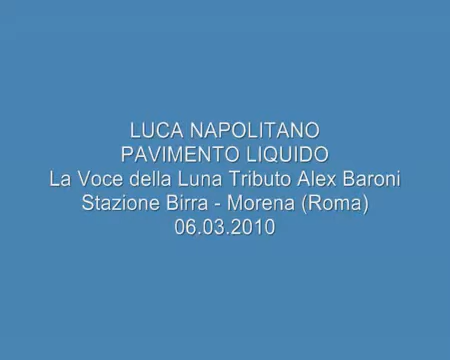 LUCA NAPOLITANO
PAVIMENTO LIQUIDO
La Voce della Luna Tributo Alex Baroni
Stazione Birra - Morena (Roma)
06.03.2010